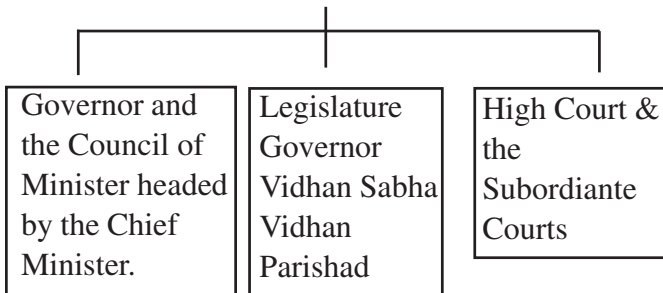 Governor and
the Council of
Minister headed
by the Chief
Minister.
Legislature
Governor
Vidhan Sabha
Vidhan
Parishad
High Court &
the
Subordiante
Courts